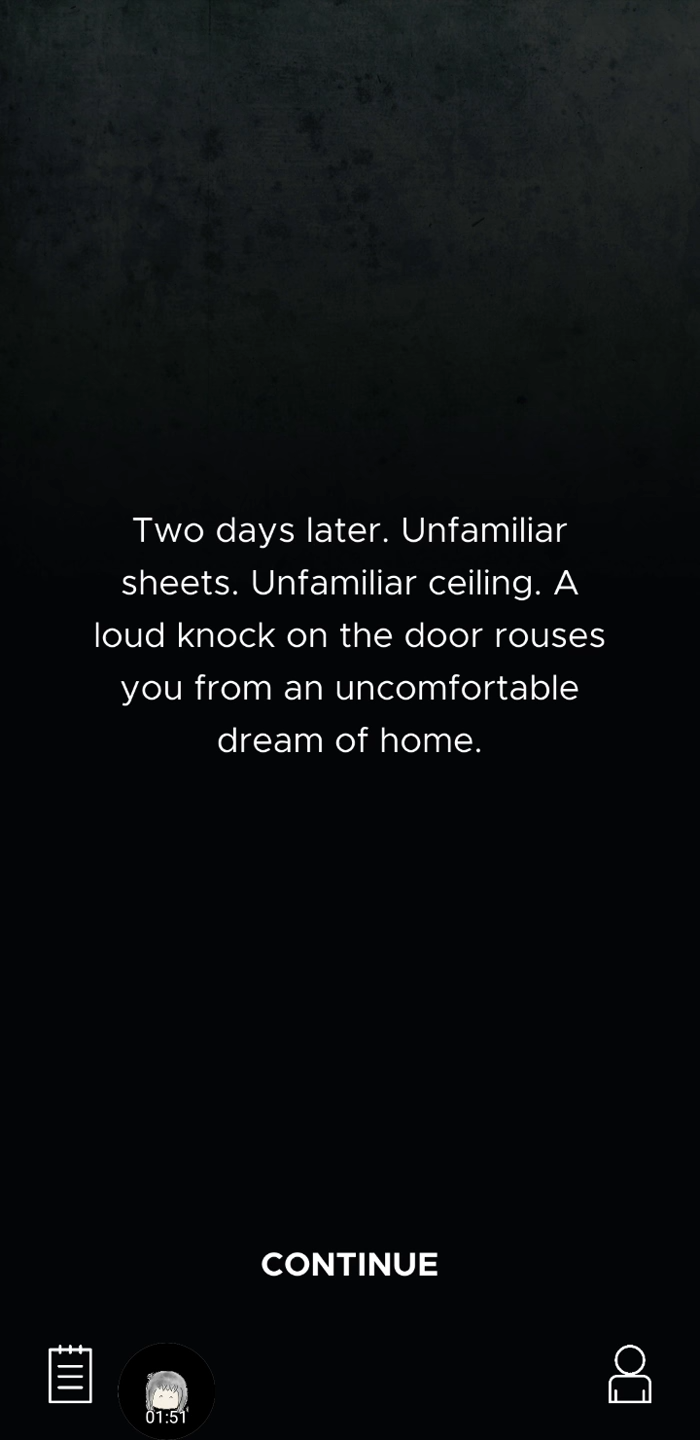 Two days later. Unfamiliar
sheets. Unfamiliar ceiling. A
loud knock on the door rouses
you from an uncomfortable
dream of home.
CONTINUE
01:51